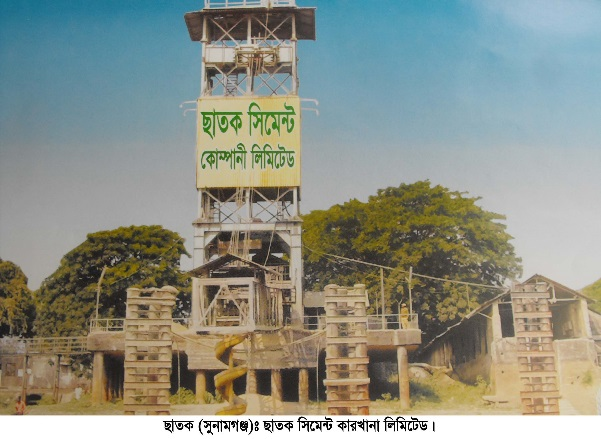 ছাতক সিমেন্ট
কোম্পানী লিমিটেড
ছাতক (সুনামগঞ্জ)ঃ ছাতক সিমেন্ট কারখানা লিমিটেড।